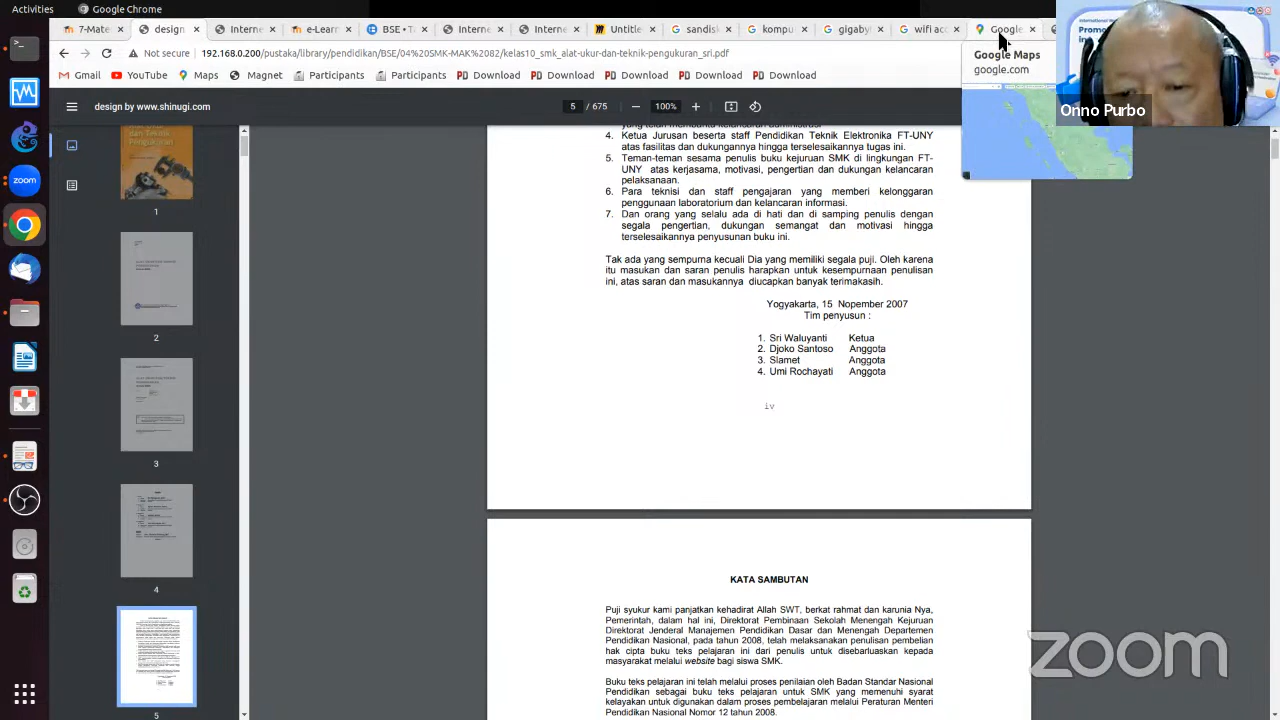 Activities Google Chrome
7-Mate design Interne e-Lear BSE • Interne Untitle sandis kompu gigaby wifi acc Google
Not secure 192.168.0.200/pustaka/library/pendidikan/BSE%204%20SMK-MAK%2082/kelas10_smk_alat-ukur-dan-teknik-pengukuran_sri.pdf
Gmail YouTube Maps Magnet Participants Participants Download Download Download Download Download
Google Maps
google.com
Onno Purbo
design by www.shinugi.com 5 / 675 100%
4. Ketua Jurusan beserta staff Pendidikan Teknik Elektronika FT-UNY
atas fasilitas dan dukungannya hingga terselesaikannya tugas ini.
5. Teman-teman sesama penulis buku kejuruan SMK di lingkungan FT-
UNY atas kerjasama, motivasi, pengertian dan dukungan kelancaran
pelaksanaan.
6. Para teknisi dan staff pengajaran yang memberi kelonggaran
penggunaan laboratorium dan kelancaran informasi.
7. Dan orang yang selalu ada di hati dan di samping penulis dengan
segala pengertian, dukungan semangat dan motivasi hingga
terselesaikannya penyusunan buku ini.
Tak ada yang sempurna kecuali Dia yang memiliki segala puji. Oleh karena
itu masukan dan saran penulis harapkan untuk kesempurnaan penulisan
ini, atas saran dan masukannya diucapkan banyak terimakasih.
Yogyakarta, 15 Nopember 2007
Tim penyusun :
1. Sri Waluyanti Ketua
2. Djoko Santoso Anggota
3. Slamet Anggota
4. Umi Rochayati Anggota
iv
KATA SAMBUTAN
Puji syukur kami panjatkan kehadirat Allah SWT, berkat rahmat dan karunia Nya,
Pemerintah, dalam hal ini, Direktorat Pembinaan Sekolah Menengah Kejuruan
Direktorat Jenderal Manajemen Pendidikan Dasar dan Menengah Departemen
Pendidikan Nasional, pada tahun 2008, telah melaksanakan penulisan pembelian
hak cipta buku teks pelajaran ini dari penulis untuk disebarluaskan kepada
masyarakat melalui website bagi siswa SMK.
Buku teks pelajaran ini telah melalui proses penilaian oleh Badan Standar Nasional
Pendidikan sebagai buku teks pelajaran untuk SMK yang memenuhi syarat
kelayakan untuk digunakan dalam proses pembelajaran melalui Peraturan Menteri
Pendidikan Nasional Nomor 12 tahun 2008.
dan Teknik
Pengukuran
1
2
3
4
5
zoom
zoom